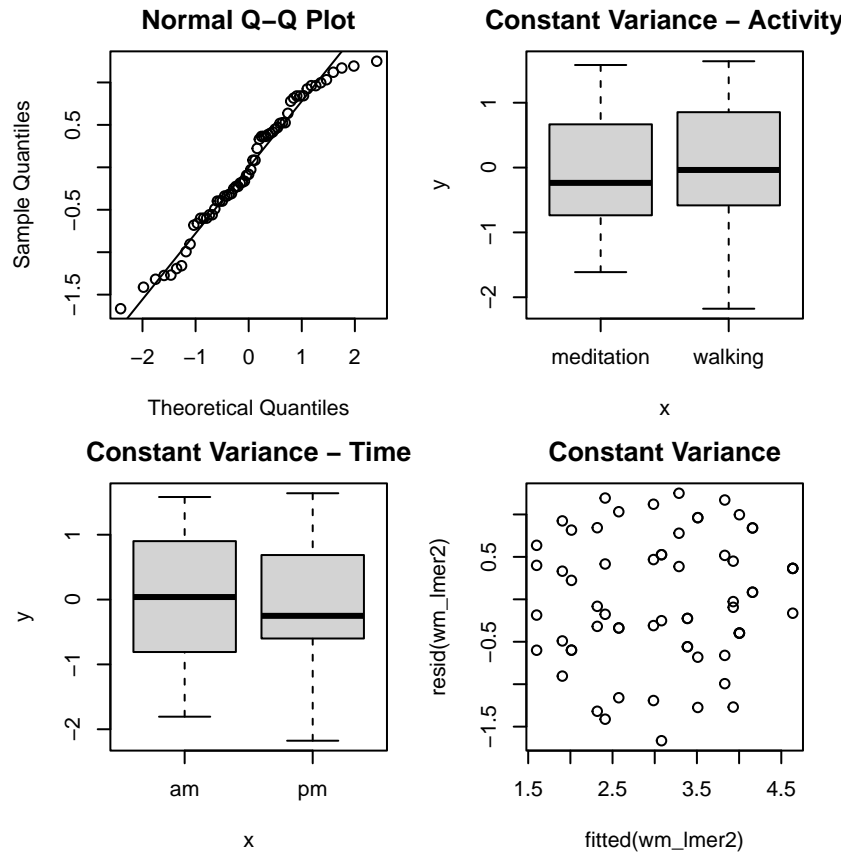 Normal Q−Q Plot
Sample Quantiles
0.5
−0.5
−1.5
−2 −1 0 1 2
Theoretical Quantiles
Constant Variance − Activity
y
1
0
−1
−2
meditation walking
x
Constant Variance − Time
y
1
0
−1
−2
am pm
x
Constant Variance
resid(wm_lmer2)
0.5
−0.5
−1.5
1.5 2.5 3.5 4.5
fitted(wm_lmer2)